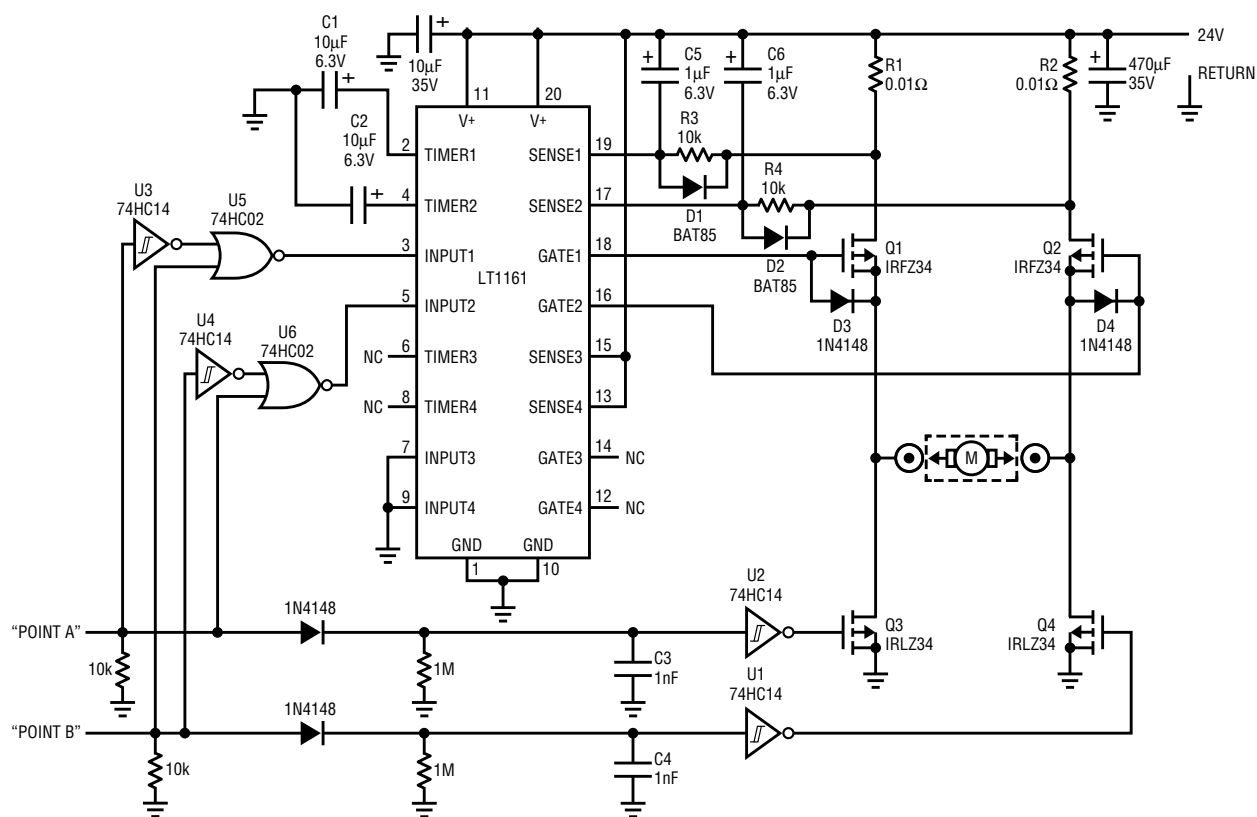 C1
10µF
6.3V
+
+
10µF
35V
C2
10µF
6.3V
+
+
C5
1µF
6.3V
+
C6
1µF
6.3V
R1
0.01Ω
R2
0.01Ω
+
470µF
35V
24V
RETURN
11
V+
20
V+
2
TIMER1
4
TIMER2
3
INPUT1
5
INPUT2
NC
6
TIMER3
NC
8
TIMER4
7
INPUT3
9
INPUT4
LT1161
SENSE1
19
SENSE2
17
GATE1
18
GATE2
16
SENSE3
15
SENSE4
13
GATE3
14
NC
GATE4
12
NC
GND
1
GND
10
R3
10k
D1
BAT85
R4
10k
D2
BAT85
Q1
IRFZ34
Q2
IRFZ34
D3
1N4148
D4
1N4148
M
U3
74HC14
U5
74HC02
U4
74HC14
U6
74HC02
"POINT A"
10k
1N4148
1M
C3
1nF
U2
74HC14
Q3
IRLZ34
Q4
IRLZ34
"POINT B"
10k
1N4148
1M
C4
1nF
U1
74HC14